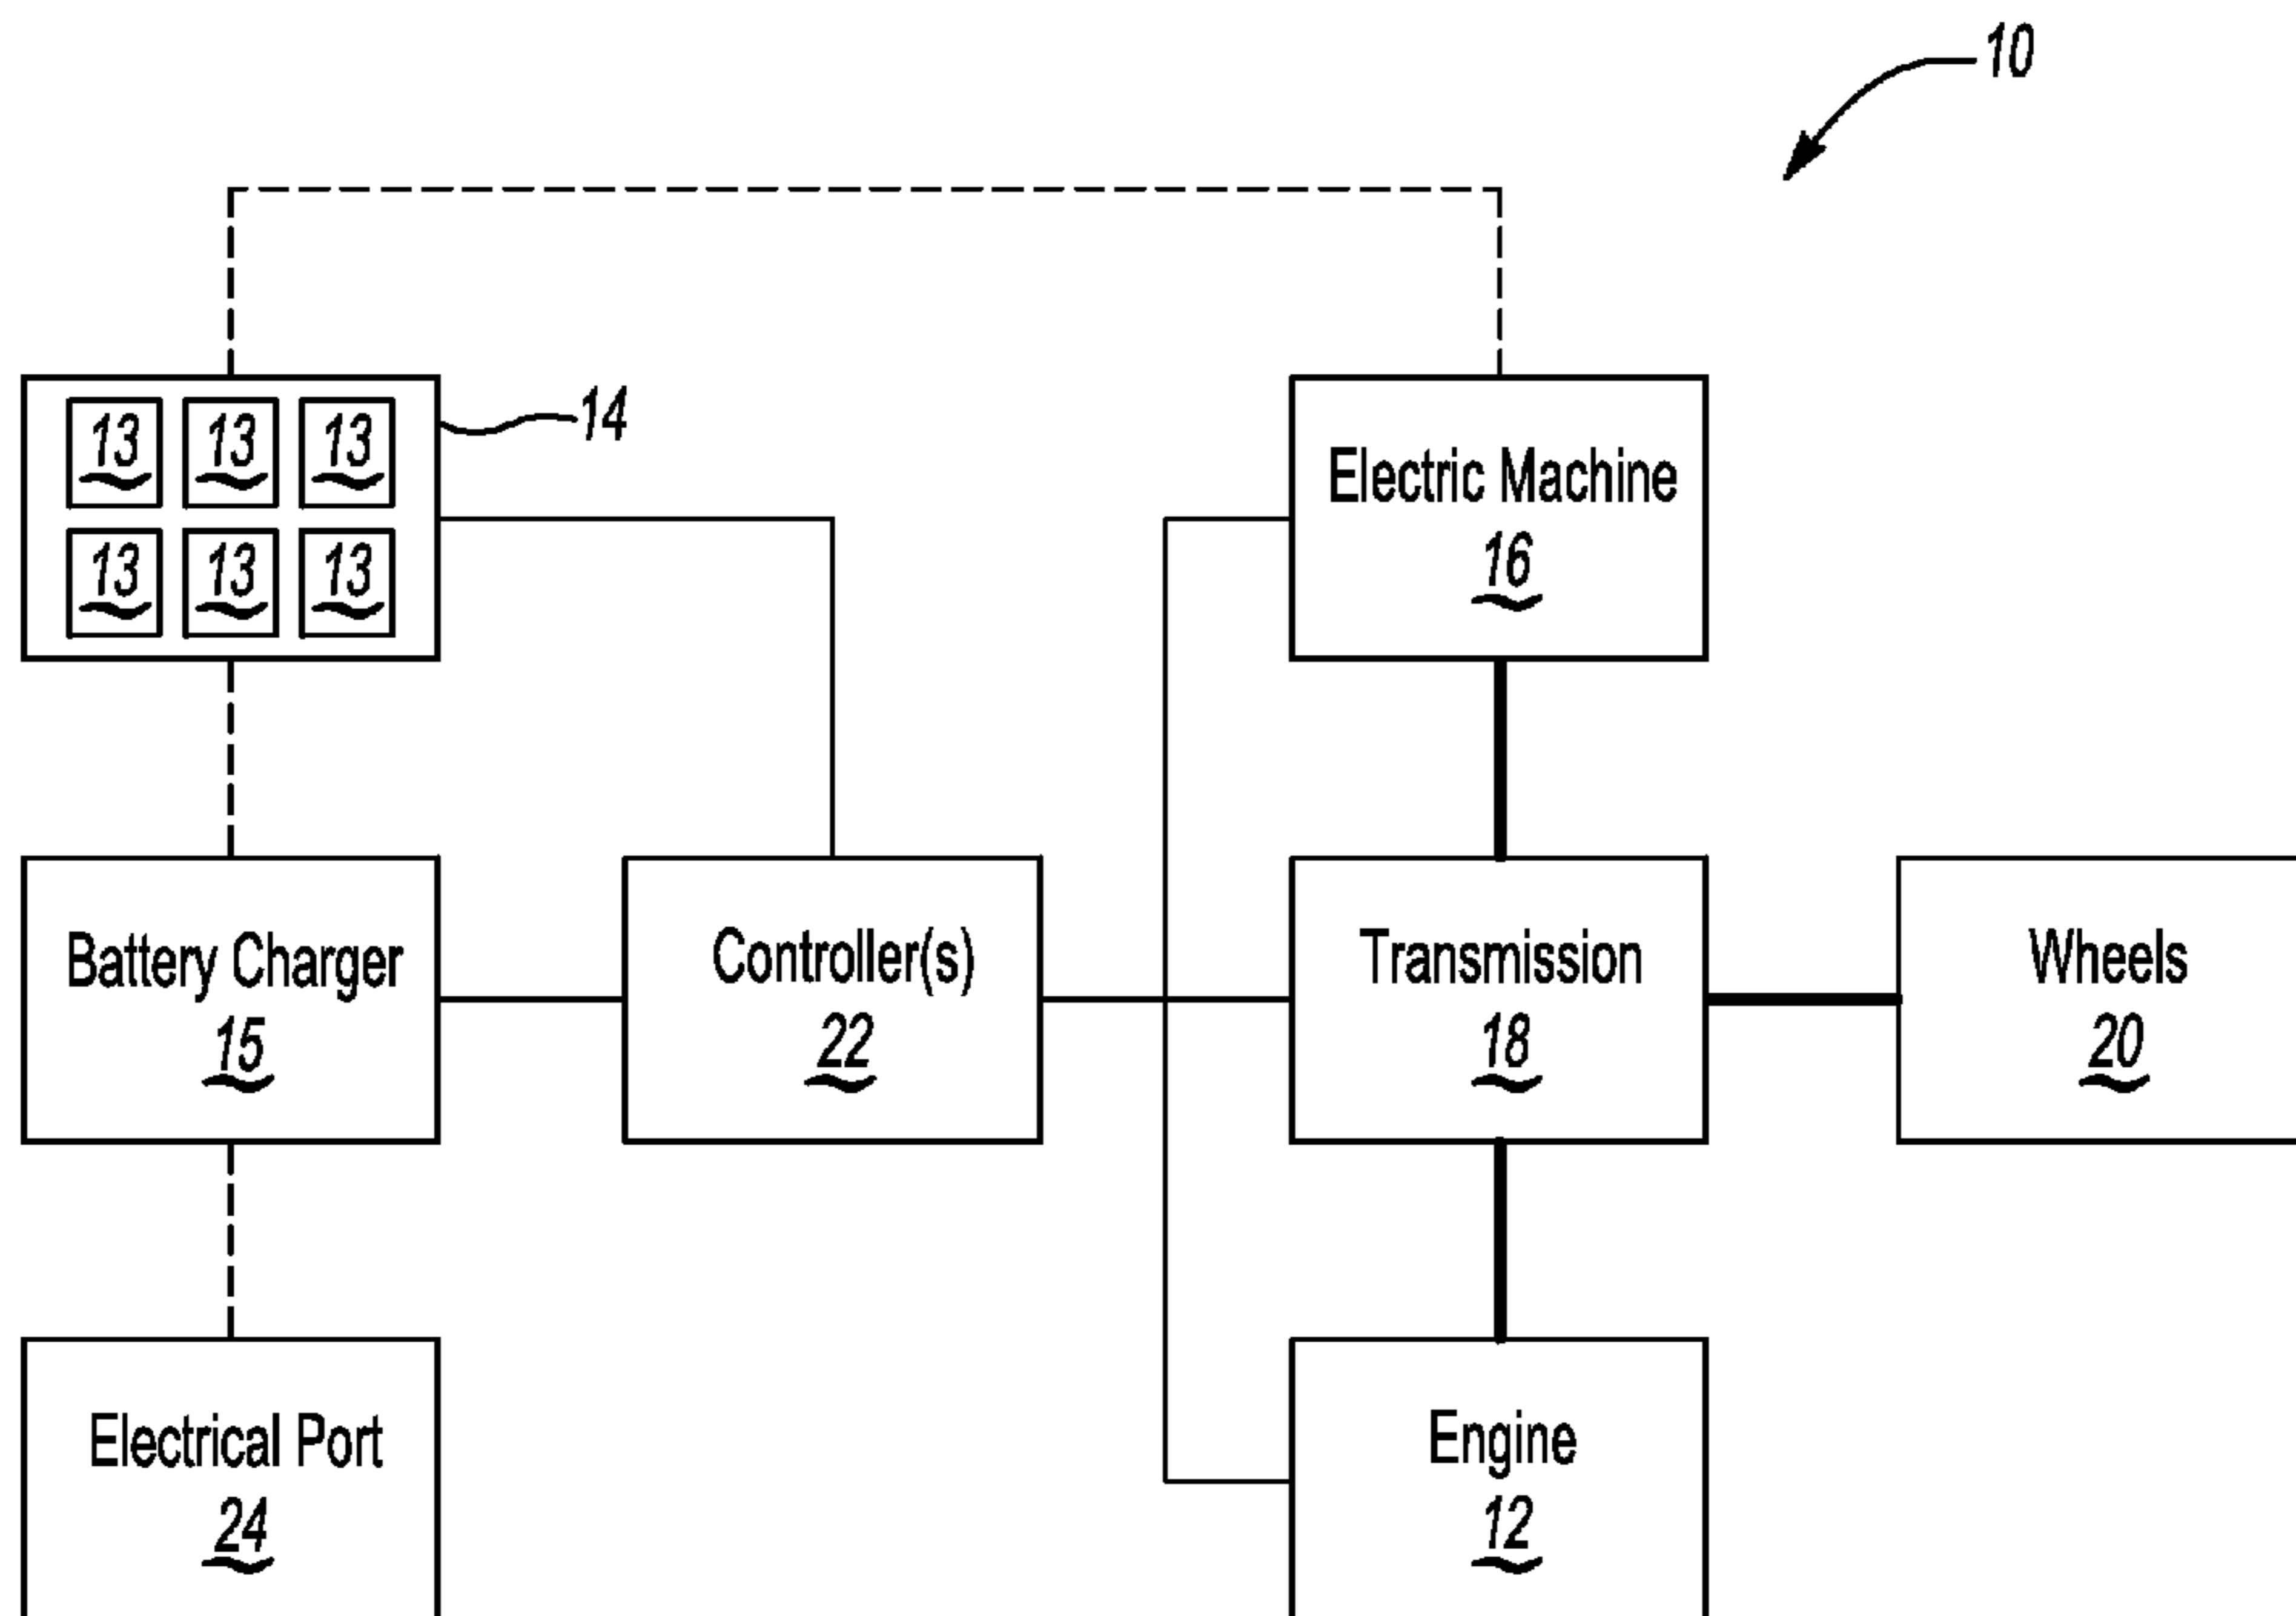 10
14
13 13 13
13 13 13
Electric Machine
16
Battery Charger
15
Controller(s)
22
Transmission
18
Wheels
20
Electrical Port
24
Engine
12